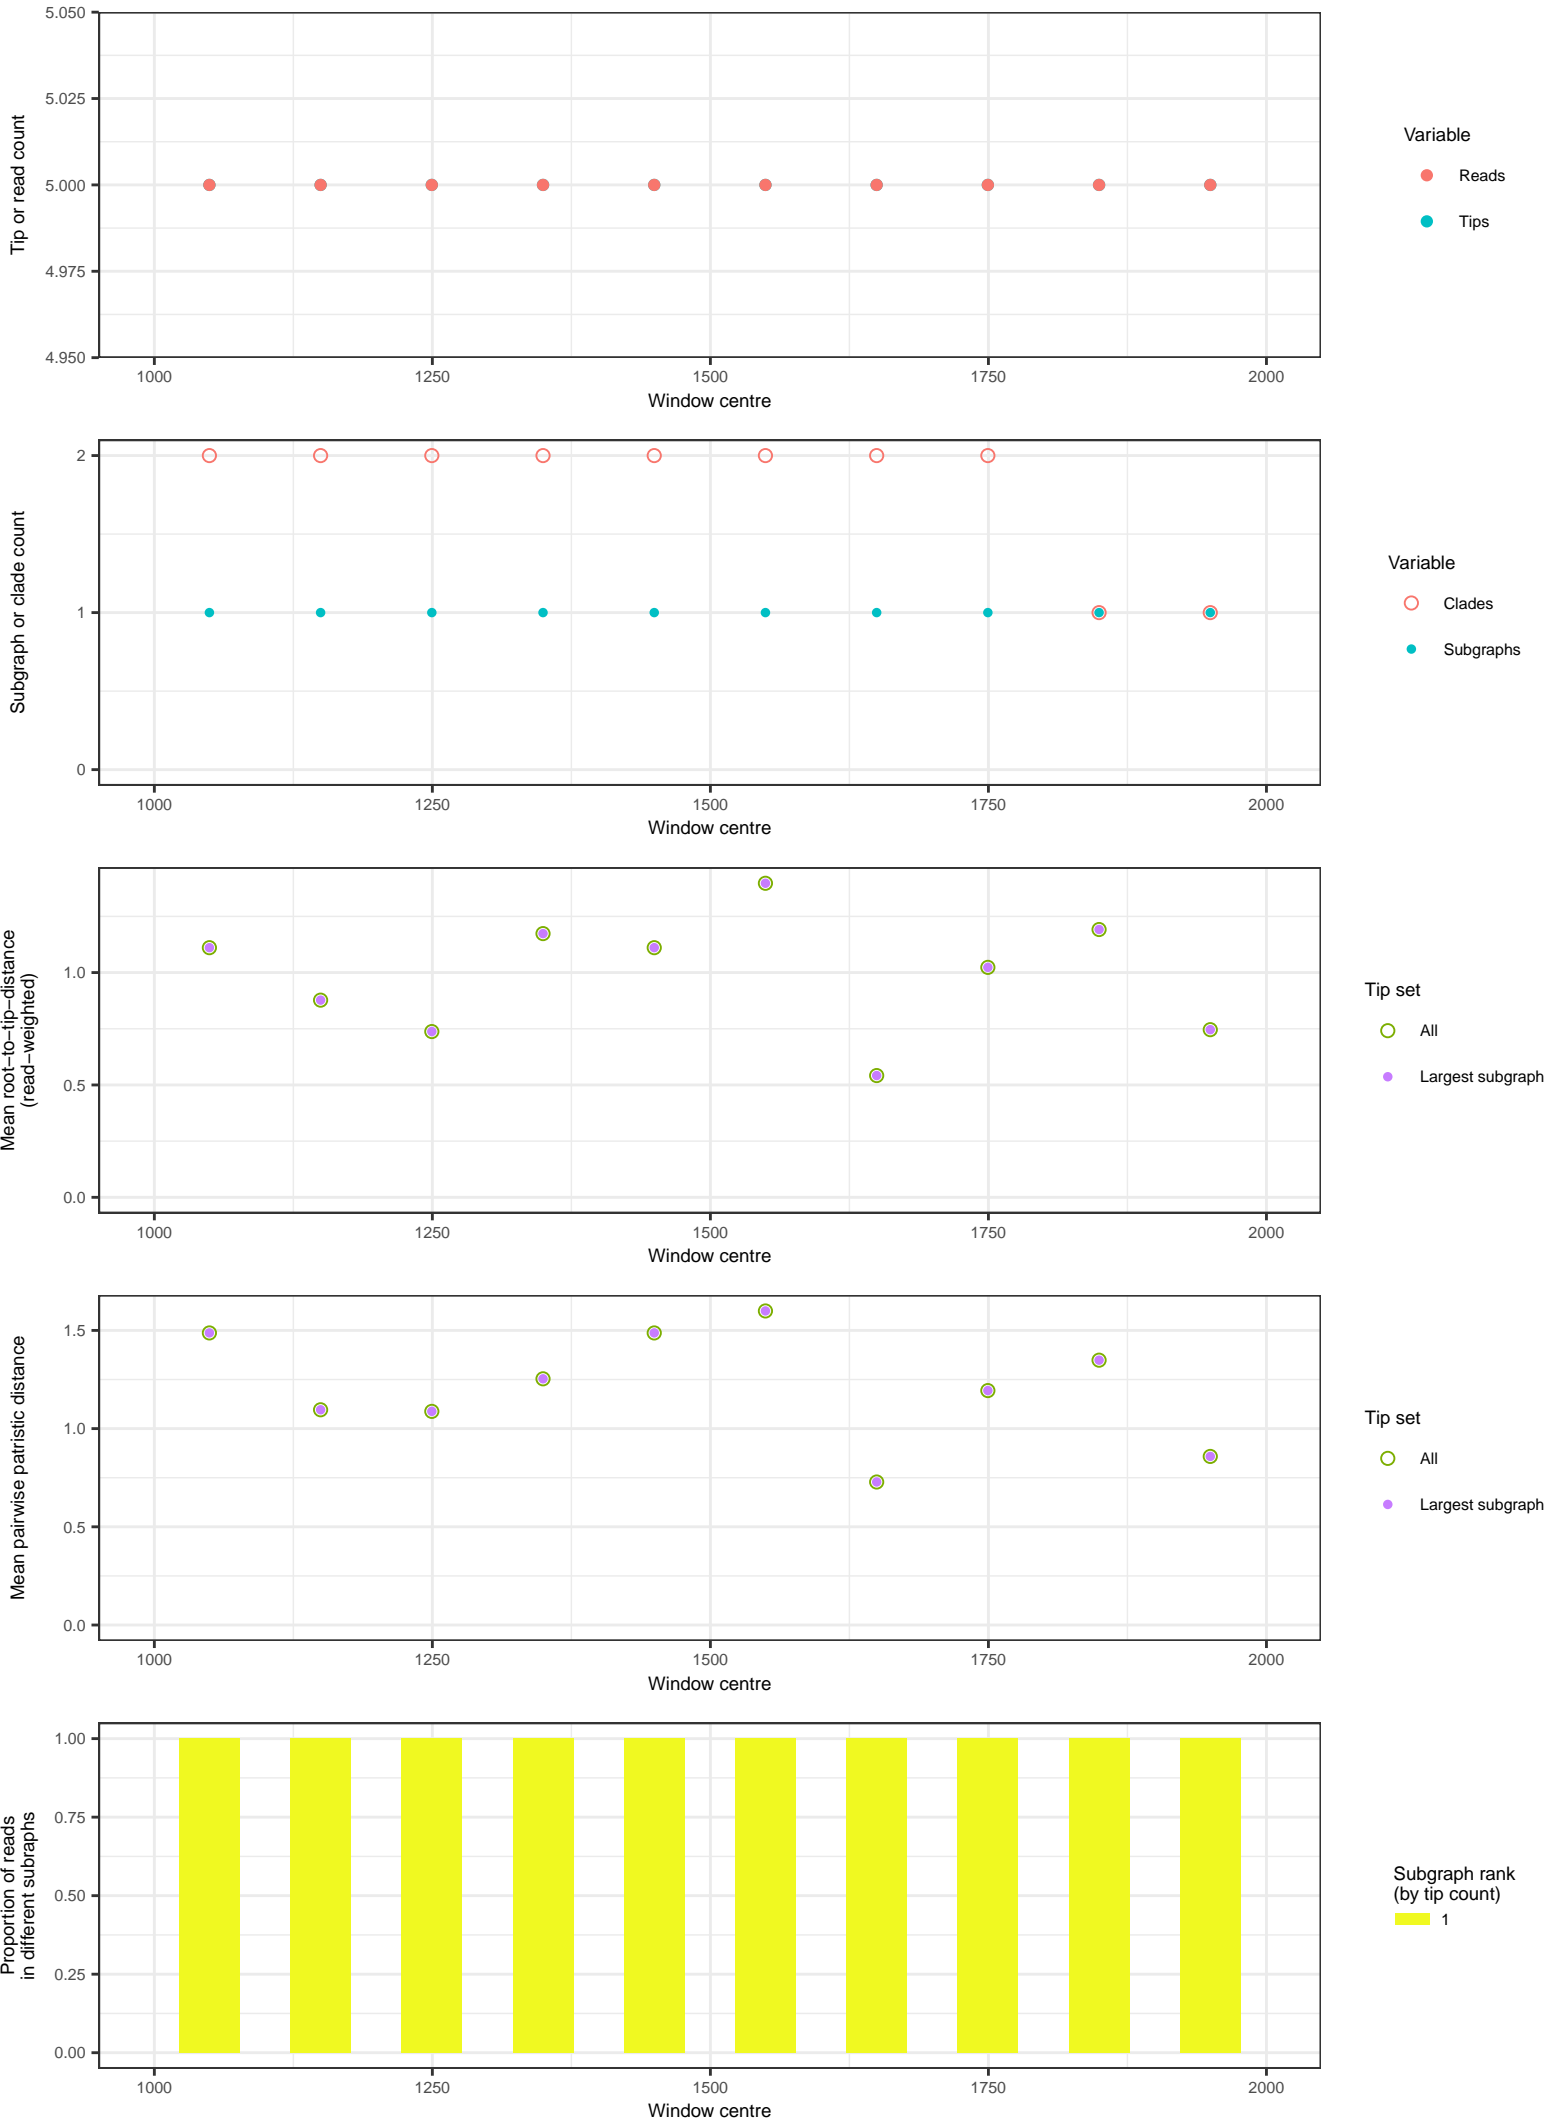 5.050
5.025
5.000
4.975
4.950
Tip or read count
1000 1250 1500 1750 2000
Window centre
Variable
Reads
Tips
2
1
0
Subgraph or clade count
1000 1250 1500 1750 2000
Window centre
Variable
Clades
Subgraphs
1.0
0.5
0.0
Mean root−to−tip−distance
(read−weighted)
1000 1250 1500 1750 2000
Window centre
Tip set
All
Largest subgraph
1.5
1.0
0.5
0.0
Mean pairwise patristic distance
1000 1250 1500 1750 2000
Window centre
Tip set
All
Largest subgraph
1.00
0.75
0.50
0.25
0.00
Proportion of reads
in different subraphs
1000 1250 1500 1750 2000
Window centre
Subgraph rank
(by tip count)
1